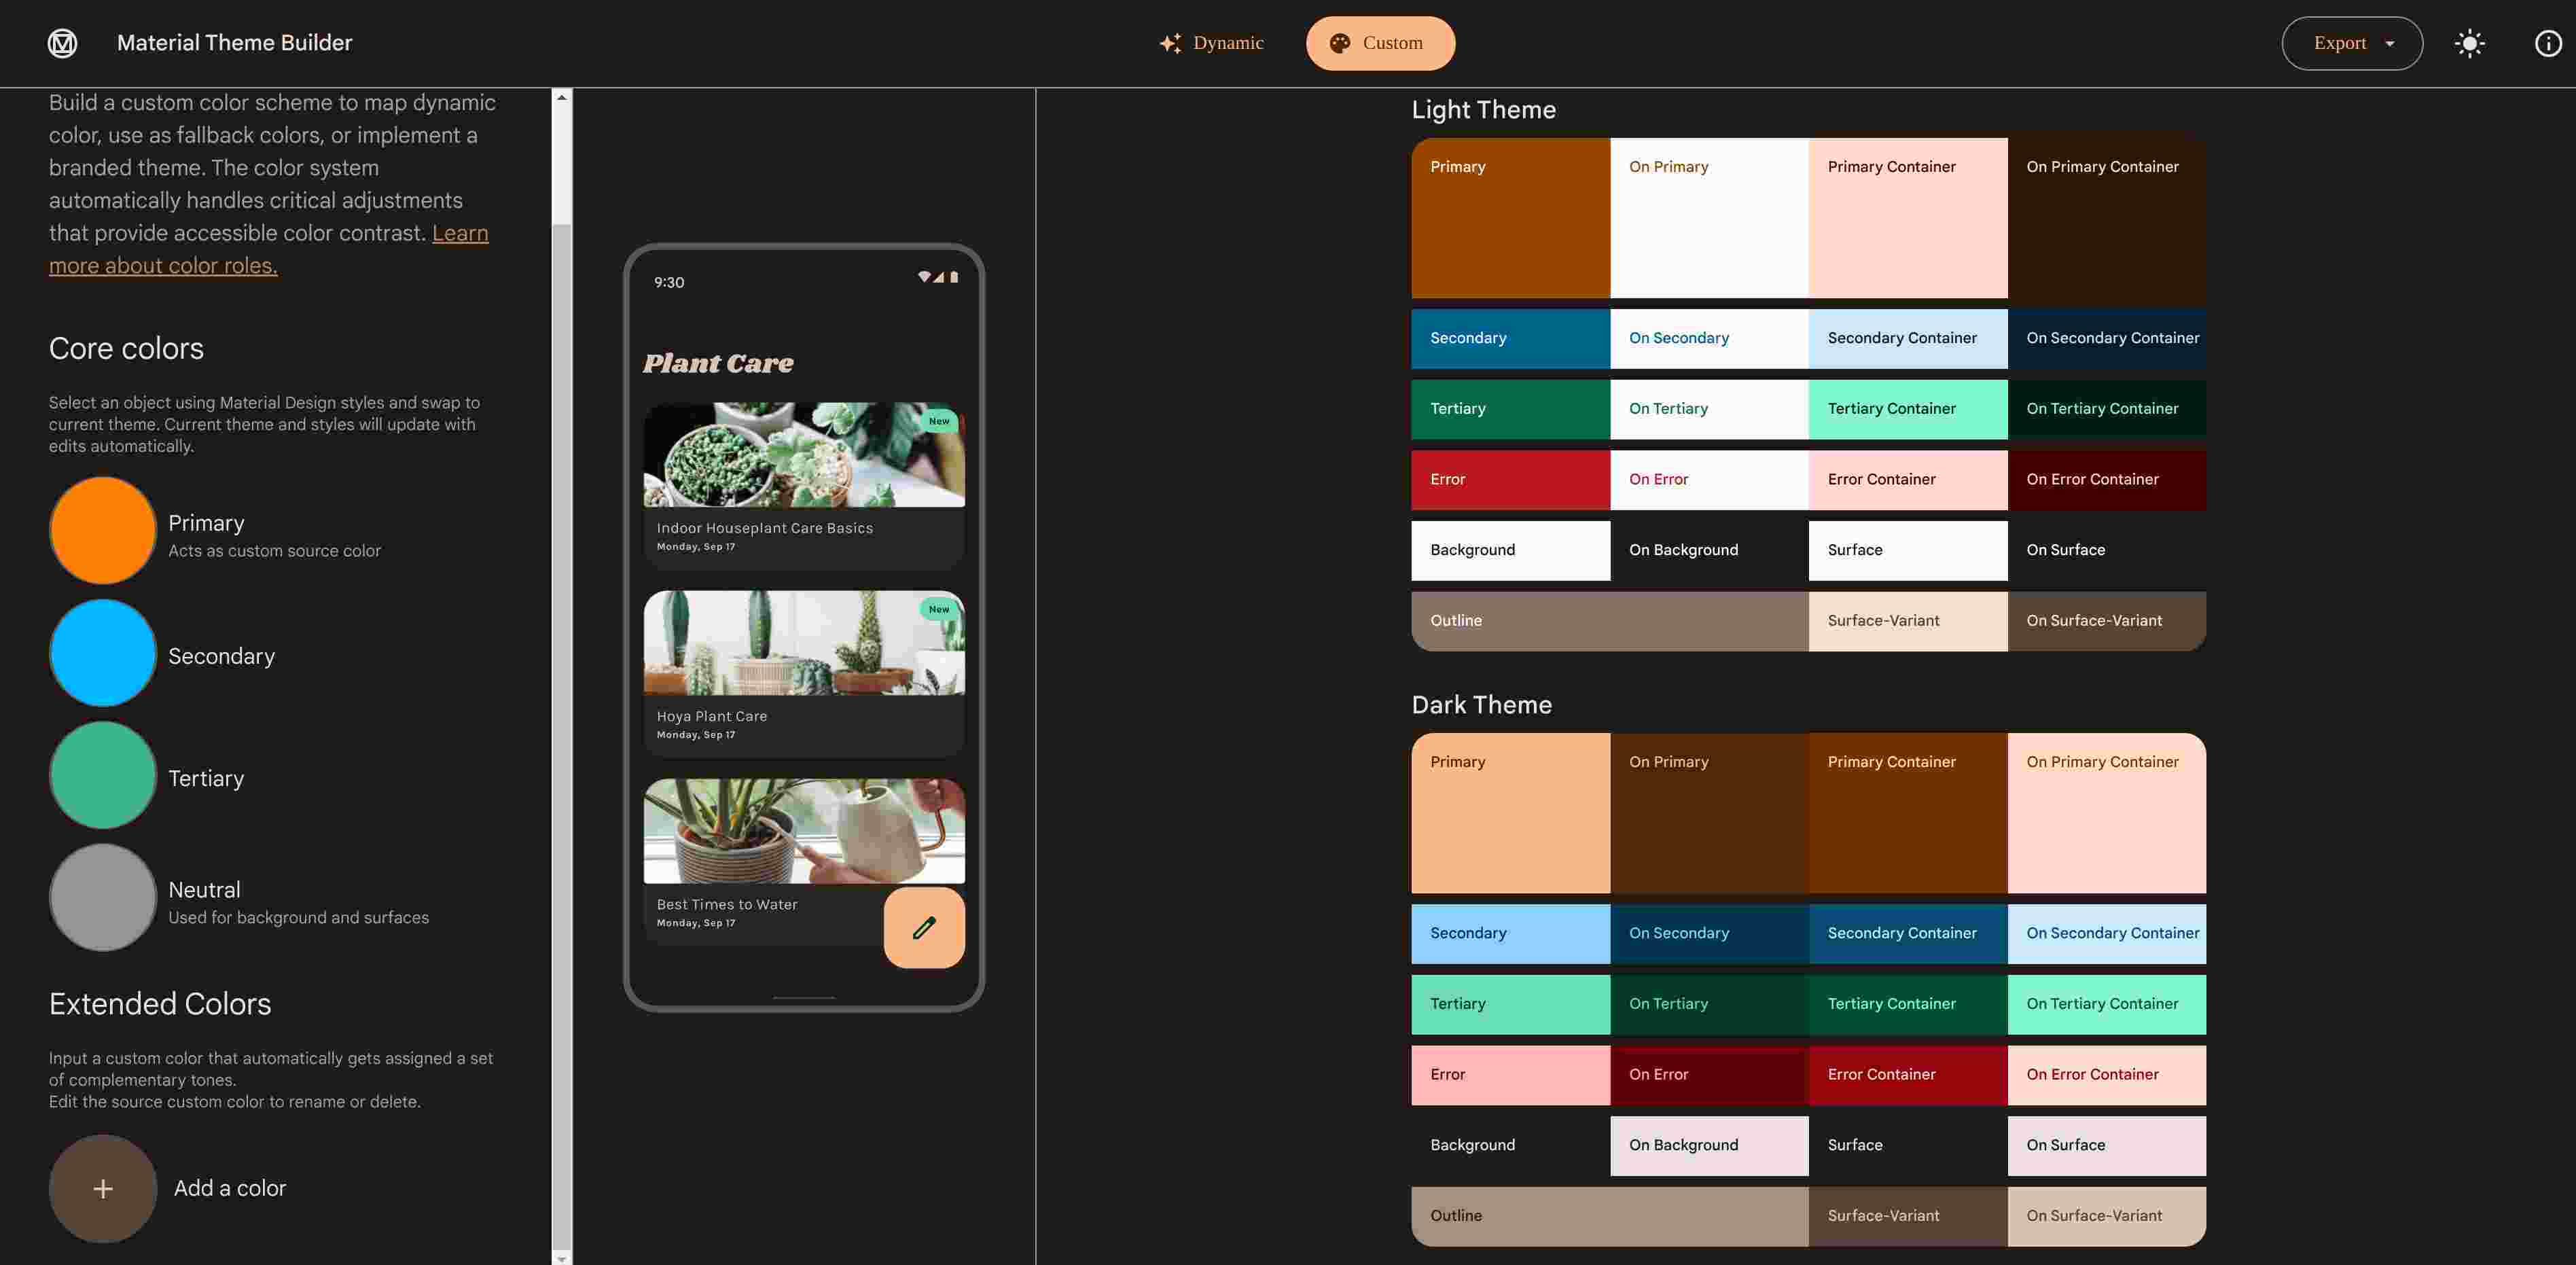 Material Theme Builder
Dynamic
Custom
Export
Build a custom color scheme to map dynamic
color, use as fallback colors, or implement a
branded theme. The color system
automatically handles critical adjustments
that provide accessible color contrast. Learn
more about color roles.
Core colors
Select an object using Material Design styles and swap to
current theme. Current theme and styles will update with
edits automatically.
Primary
Acts as custom source color
Secondary
Tertiary
Neutral
Used for background and surfaces
Extended Colors
Input a custom color that automatically gets assigned a set
of complementary tones.
Edit the source custom color to rename or delete.
+
Add a color
9:30
Plant Care
New
Indoor Houseplant Care Basics
Monday, Sep 17
New
Hoya Plant Care
Monday, Sep 17
Best Times to Water
Monday, Sep 17
Light Theme
Primary
On Primary
Primary Container
On Primary Container
Secondary
On Secondary
Secondary Container
On Secondary Container
Tertiary
On Tertiary
Tertiary Container
On Tertiary Container
Error
On Error
Error Container
On Error Container
Background
On Background
Surface
On Surface
Outline
Surface-Variant
On Surface-Variant
Dark Theme
Primary
On Primary
Primary Container
On Primary Container
Secondary
On Secondary
Secondary Container
On Secondary Container
Tertiary
On Tertiary
Tertiary Container
On Tertiary Container
Error
On Error
Error Container
On Error Container
Background
On Background
Surface
On Surface
Outline
Surface-Variant
On Surface-Variant